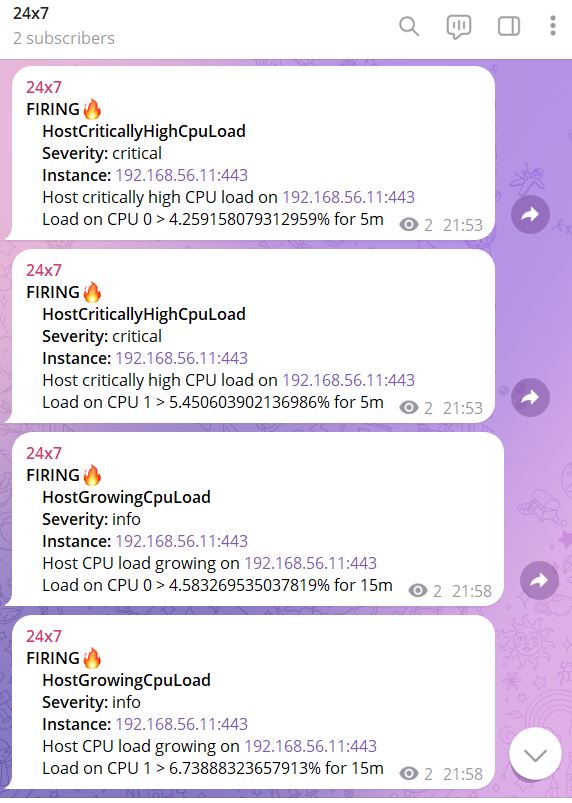 24x7
2 subscribers
24x7
FIRING🔥
HostCriticallyHighCpuLoad
Severity: critical
Instance: 192.168.56.11:443
Host critically high CPU load on 192.168.56.11:443
Load on CPU 0 > 4.259158079312959% for 5m 2 21:53
24x7
FIRING🔥
HostCriticallyHighCpuLoad
Severity: critical
Instance: 192.168.56.11:443
Host critically high CPU load on 192.168.56.11:443
Load on CPU 1 > 5.450603902136986% for 5m 2 21:53
24x7
FIRING🔥
HostGrowingCpuLoad
Severity: info
Instance: 192.168.56.11:443
Host CPU load growing on 192.168.56.11:443
Load on CPU 0 > 4.583269535037819% for 15m 2 21:58
24x7
FIRING🔥
HostGrowingCpuLoad
Severity: info
Instance: 192.168.56.11:443
Host CPU load growing on 192.168.56.11:443
Load on CPU 1 > 6.73888323657913% for 15m 2 21:58